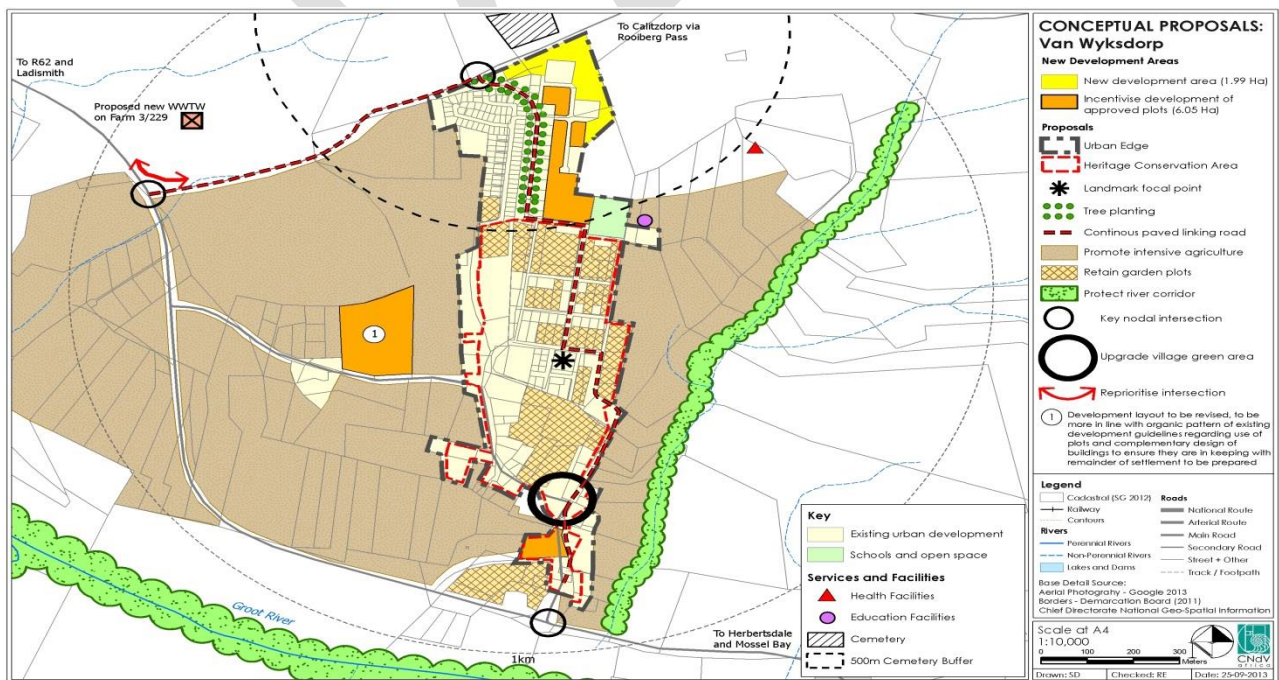 To R62 and
Ladismith
Proposed new WWTW
on Farm 3/229
To Calitzdorp via
Rooiberg Pass
1
Groot River
1km
To Herbertsdale
and Mossel Bay
Key
Existing urban development
Schools and open space
Services and Facilities
Health Facilities
Education Facilities
Cemetery
500m Cemetery Buffer
CONCEPTUAL PROPOSALS:
Van Wyksdorp
New Development Areas
New development area (1.99 Ha)
Incentivise development of
approved plots (6.05 Ha)
Proposals
Urban Edge
Heritage Conservation Area
Landmark focal point
Tree planting
Continous paved linking road
Promote intensive agriculture
Retain garden plots
Protect river corridor
Key nodal intersection
Upgrade village green area
Reprioritise intersection
1 Development layout to be revised, to be
more in line with organic pattern of existing
development guidelines regarding use of
plots and complementary design of
buildings to ensure they are in keeping with
remainder of settlement to be prepared
Legend
Cadastral (SG 2012)
Railway
Contours
Rivers
Perennial Rivers
Non-Perennial Rivers
Lakes and Dams
Roads
National Route
Arterial Route
Main Road
Secondary Road
Street + Other
Track / Footpath
Base Detail Source:
Aerial Photograhy - Google 2013
Borders - Demarcation Board (2011)
Chief Directorate National Geo-Spatial Information
Scale at A4
1:10,000
0 100 200 300
Meters
CNdV
africa
Drawn: SD
Checked: RE
Date: 25-09-2013